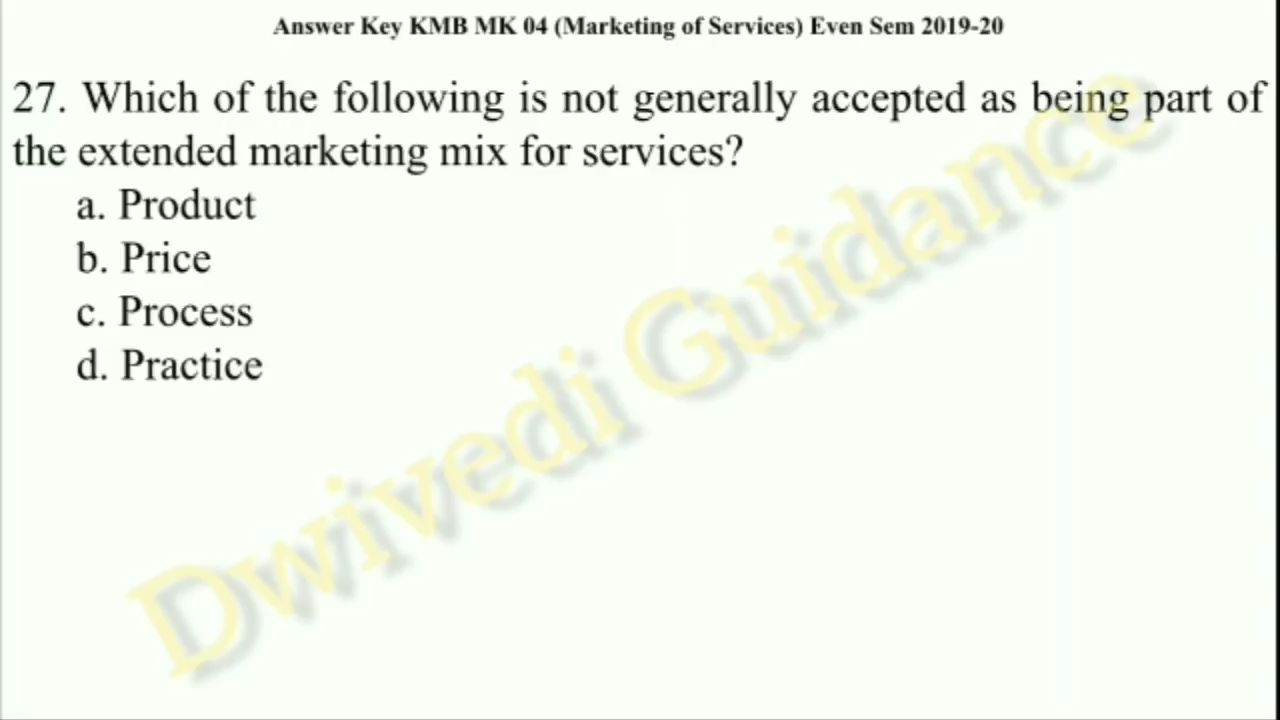 Answer Key KMB MK 04 (Marketing of Services) Even Sem 2019-20
27. Which of the following is not generally accepted as being part of
the extended marketing mix for services?
a. Product
b. Price
c. Process
d. Practice
Dwivedi Guidance